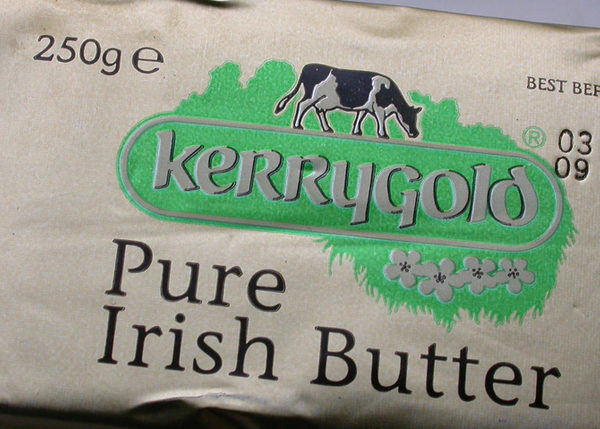 250g e
BEST BEF
Kerrygold ®
03
09
Pure
Irish Butter